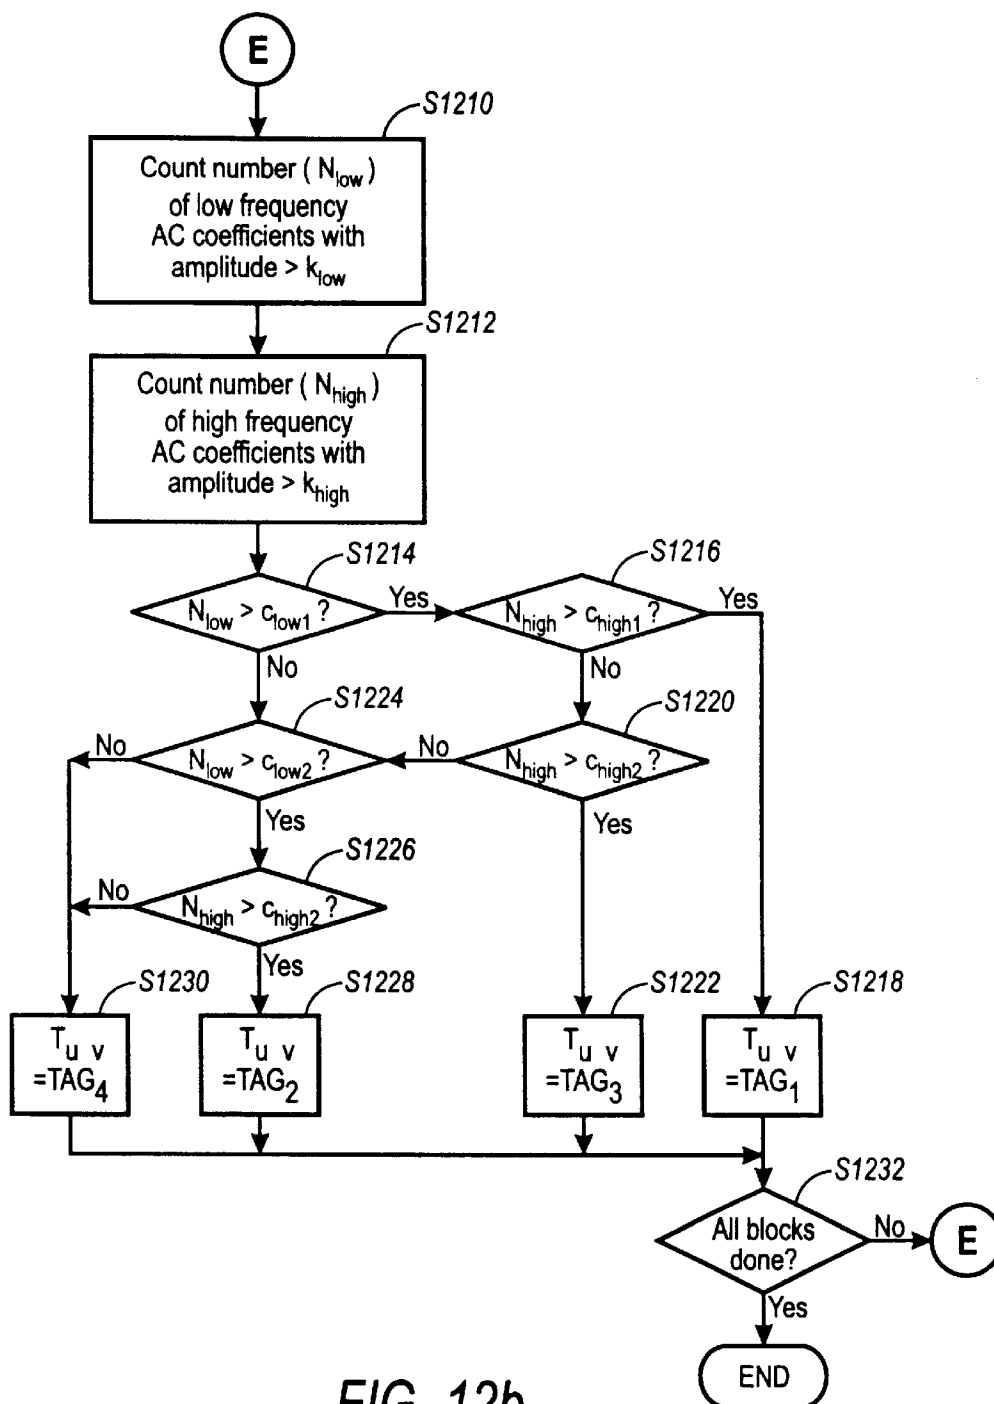 E
S1210
Count number ( N_low )
of low frequency
AC coefficients with
amplitude > k_low
S1212
Count number ( N_high )
of high frequency
AC coefficients with
amplitude > k_high
S1214
N_low > c_low1 ?
Yes
No
S1216
N_high > c_high1 ?
Yes
No
S1224
N_low > c_low2 ?
No
Yes
S1220
N_high > c_high2 ?
No
Yes
S1226
N_high > c_high2 ?
No
Yes
S1230
T_u v
=TAG_4
S1228
T_u v
=TAG_2
S1222
T_u v
=TAG_3
S1218
T_u v
=TAG_1
S1232
All blocks
done?
No
E
Yes
END
FIG. 12b